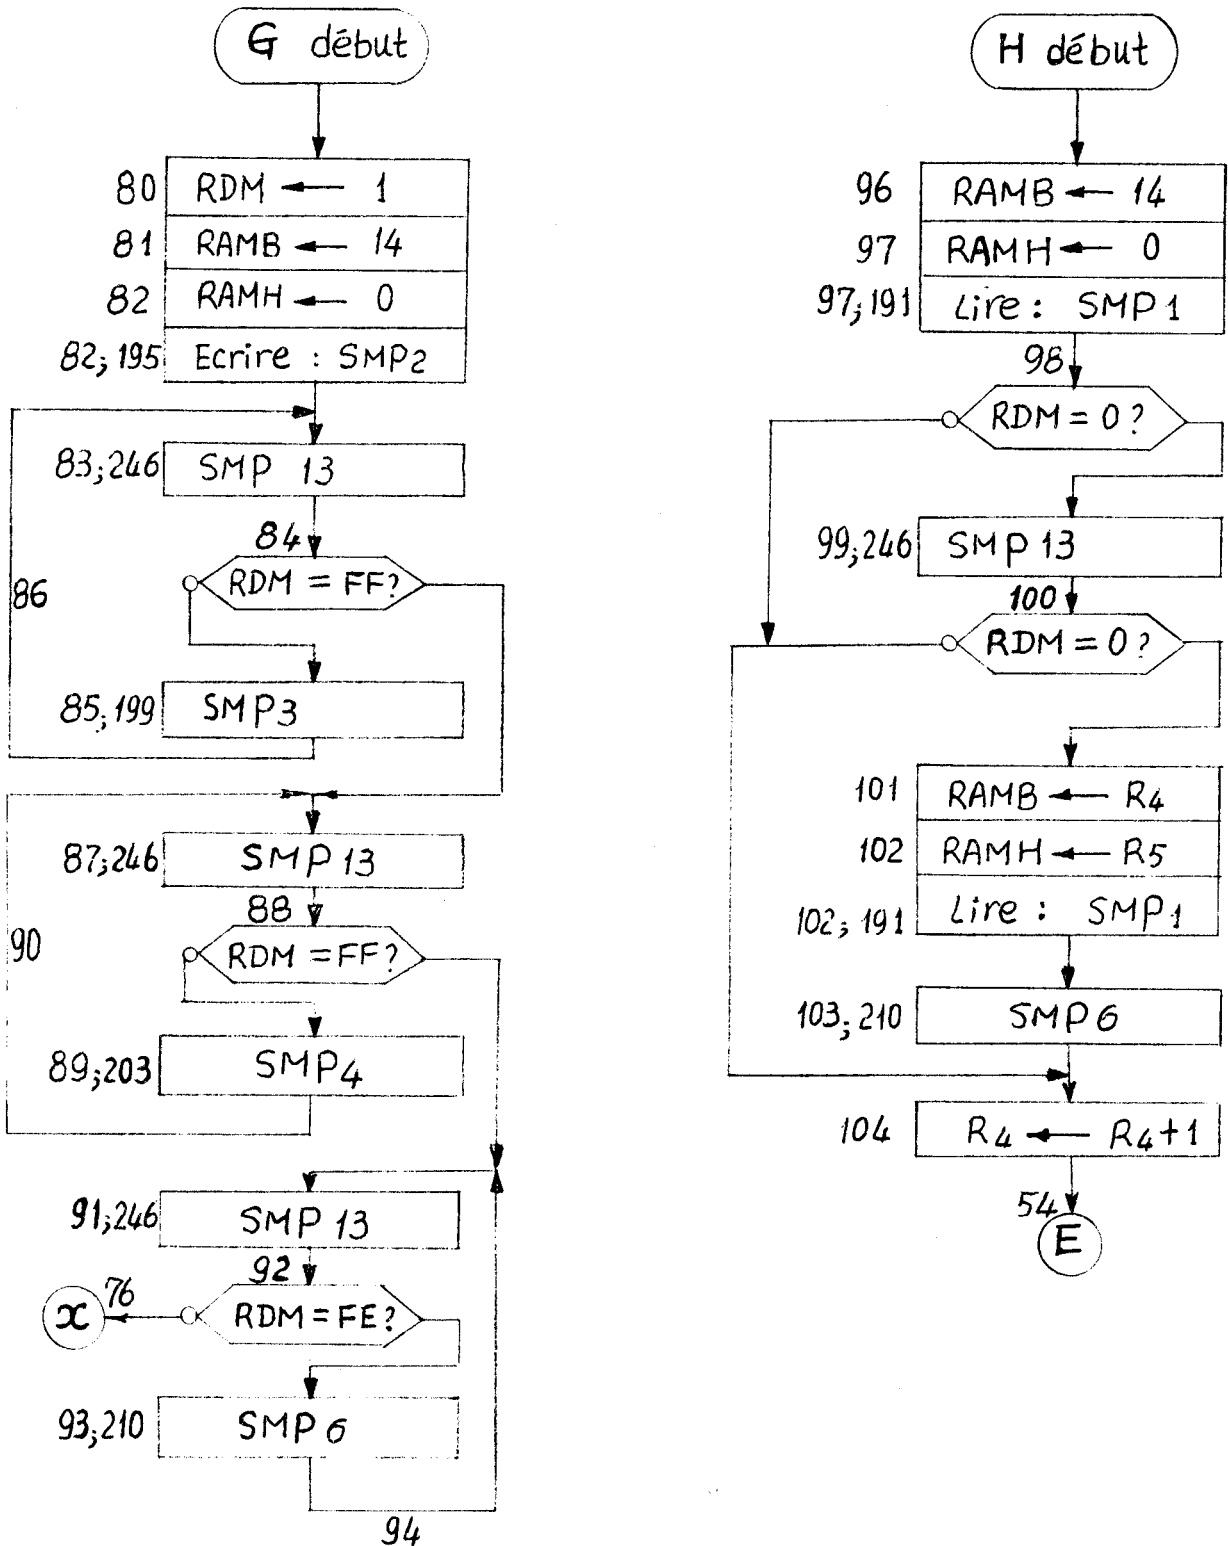 G début
80 RDM ← 1
81 RAMB ← 14
82 RAMH ← 0
82;195 Ecrire : SMP2
83;246 SMP 13
84
RDM = FF?
86
85;199 SMP3
87;246 SMP 13
88
RDM = FF?
90
89;203 SMP4
91;246 SMP 13
92
RDM = FE?
76
x
93;210 SMP 6
94
H début
96 RAMB ← 14
97 RAMH ← 0
97;191 Lire : SMP 1
98
RDM = 0 ?
99;246 SMP 13
100
RDM = 0 ?
101 RAMB ← R4
102 RAMH ← R5
102;191 Lire : SMP1
103;210 SMP 6
104 R4 ← R4+1
54
E